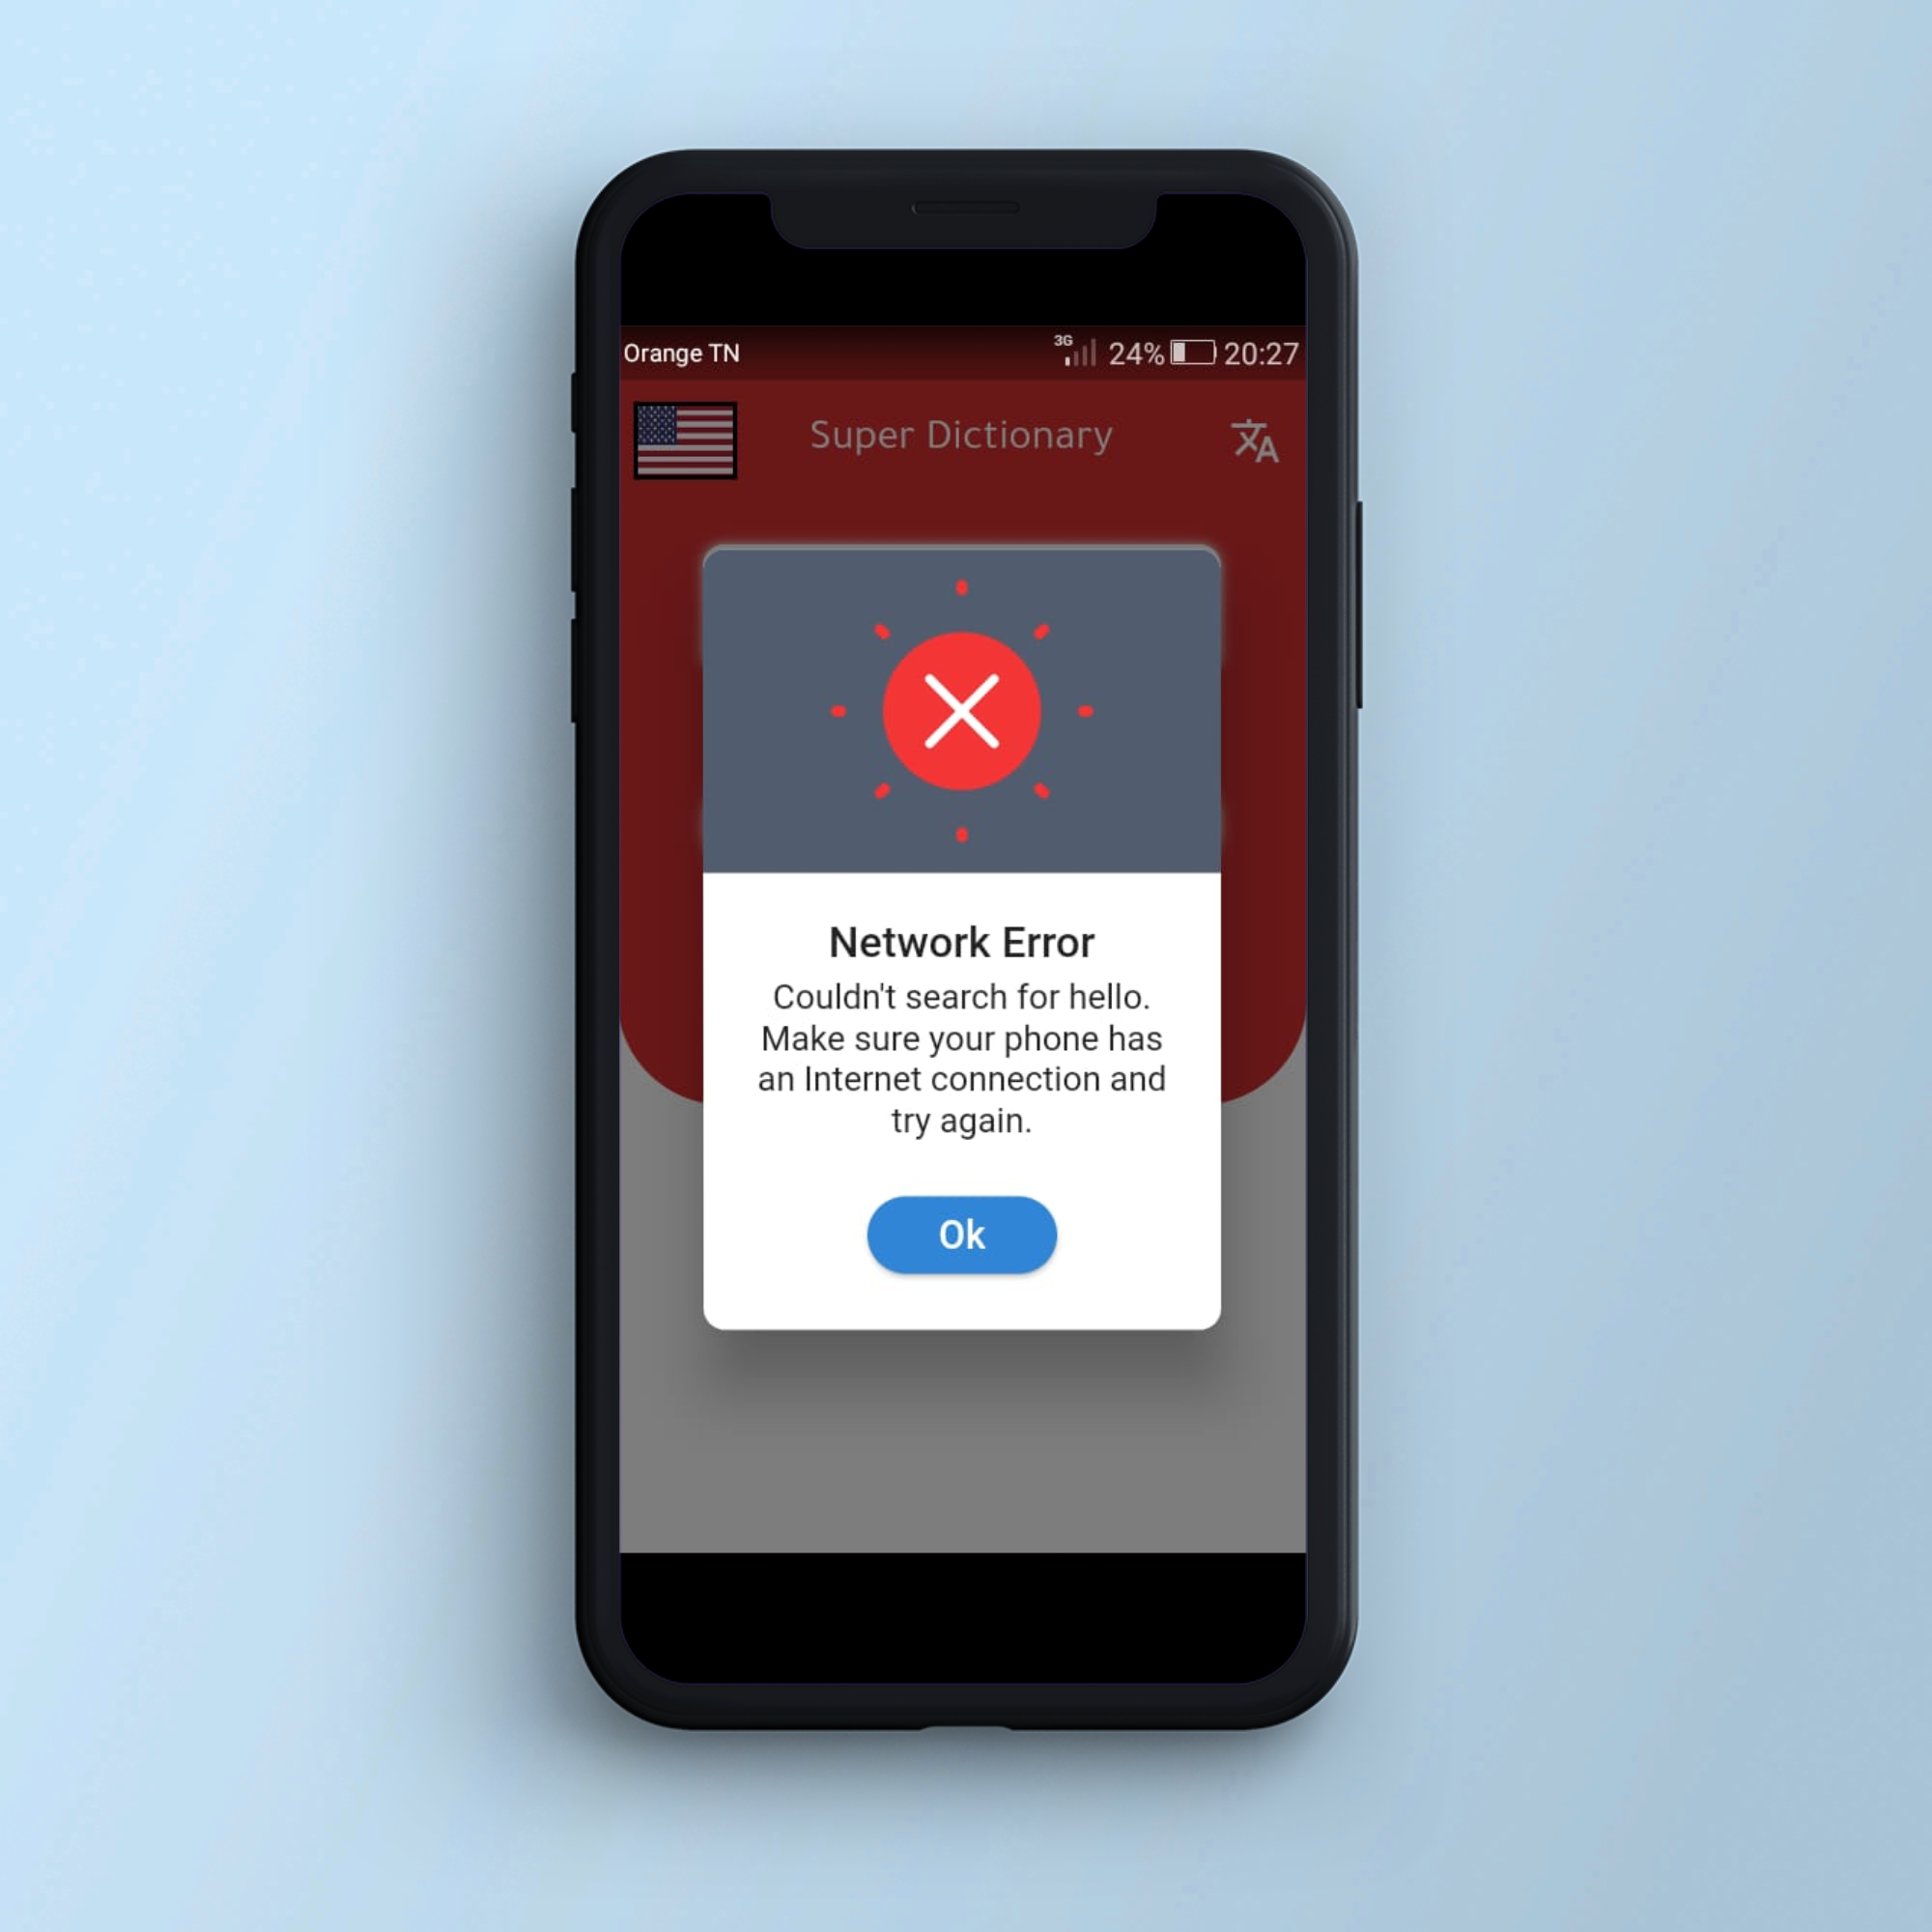 Orange TN 3G 24% 20:27
Super Dictionary
Network Error
Couldn't search for hello.
Make sure your phone has
an Internet connection and
try again.
Ok